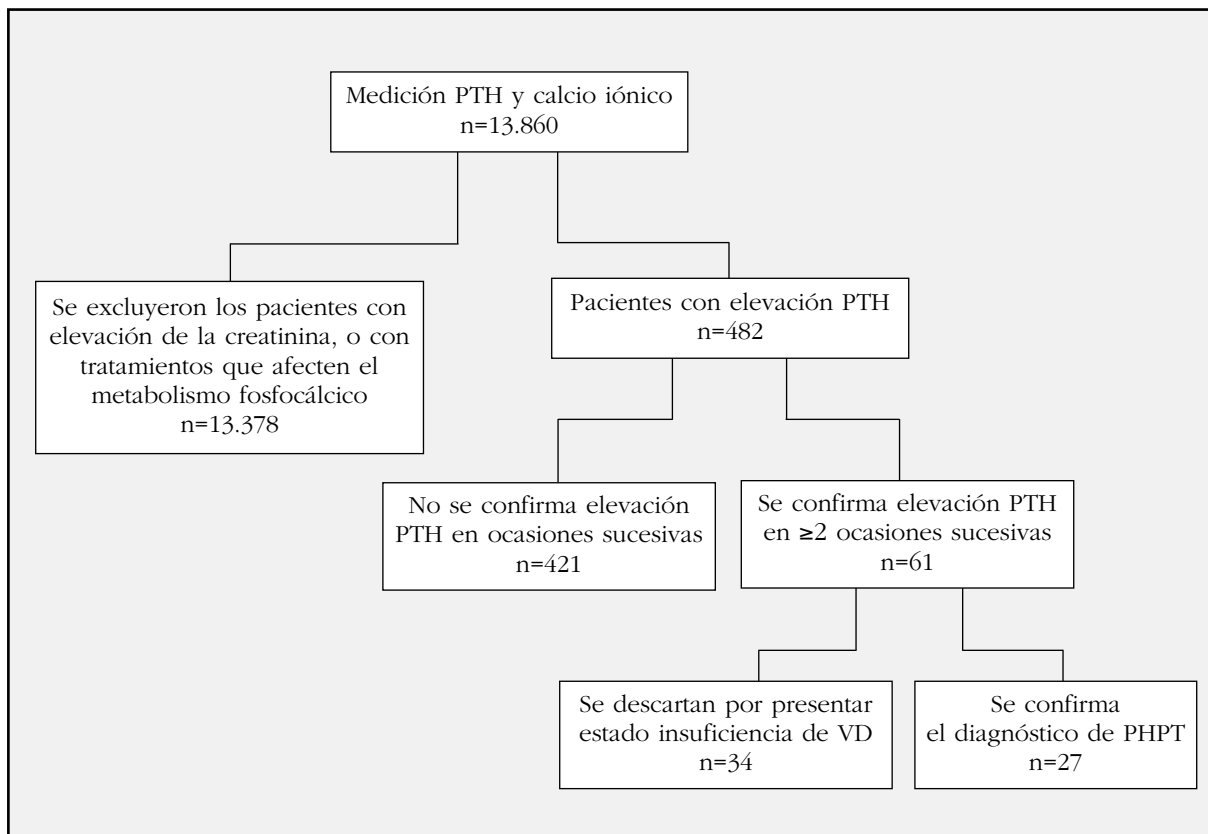 Medición PTH y calcio iónico
n=13.860
Se excluyeron los pacientes con
elevación de la creatinina, o con
tratamientos que afecten el
metabolismo fosfocálcico
n=13.378
Pacientes con elevación PTH
n=482
No se confirma elevación
PTH en ocasiones sucesivas
n=421
Se confirma elevación PTH
en ≥2 ocasiones sucesivas
n=61
Se descartan por presentar
estado insuficiencia de VD
n=34
Se confirma
el diagnóstico de PHPT
n=27